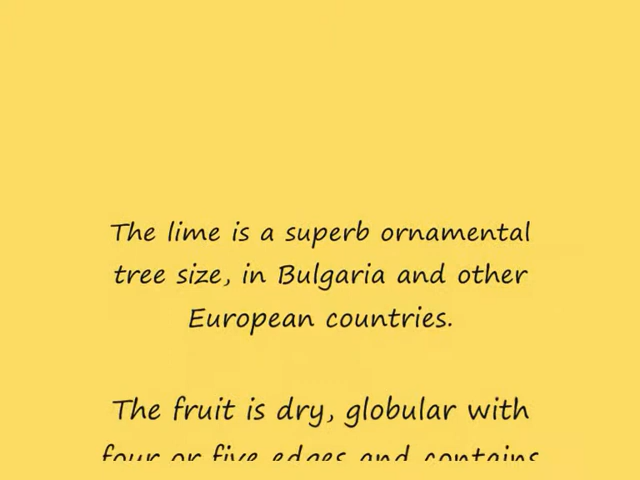 The lime is a superb ornamental
tree size, in Bulgaria and other
European countries.
The fruit is dry, globular with
four or five edges and contains